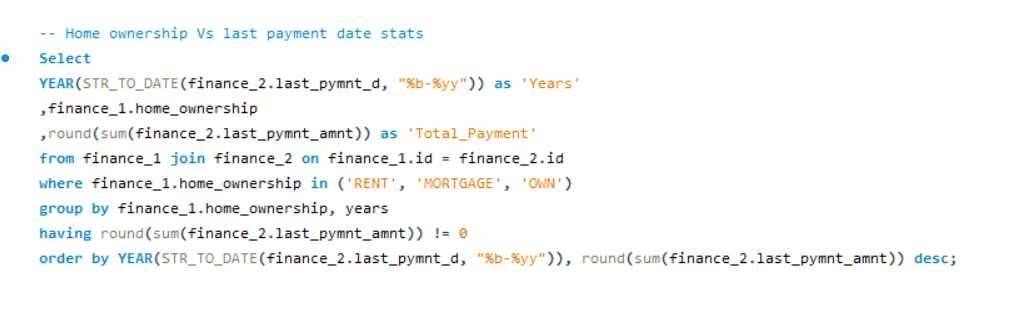 -- Home ownership Vs last payment date stats
Select
YEAR(STR_TO_DATE(finance_2.last_pymnt_d, "%b-%yy")) as 'Years'
,finance_1.home_ownership
,round(sum(finance_2.last_pymnt_amnt)) as 'Total_Payment'
from finance_1 join finance_2 on finance_1.id = finance_2.id
where finance_1.home_ownership in ('RENT', 'MORTGAGE', 'OWN')
group by finance_1.home_ownership, years
having round(sum(finance_2.last_pymnt_amnt)) != 0
order by YEAR(STR_TO_DATE(finance_2.last_pymnt_d, "%b-%yy")), round(sum(finance_2.last_pymnt_amnt)) desc;